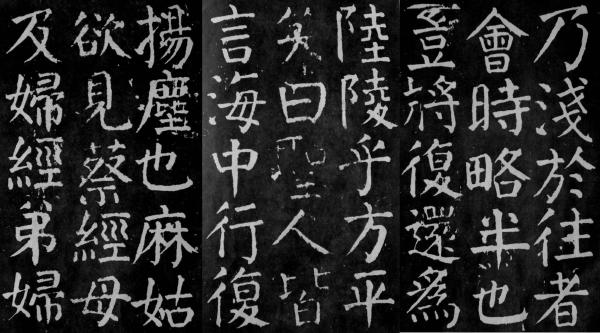 乃淺於往者
會時略半也
豈將復還爲
陸陵乎方平
笑曰聖人皆
言海中行復
揚塵也麻姑
欲見蔡經母
及婦經弟婦